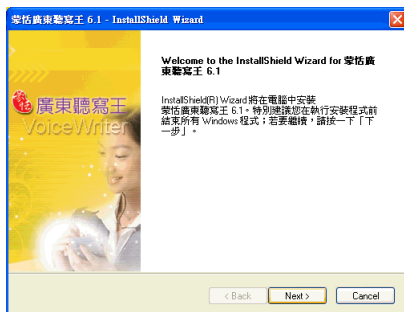 蒙恬廣東聽寫王 6.1 - InstallShield Wizard
Welcome to the InstallShield Wizard for 蒙恬廣
東聽寫王 6.1
InstallShield(R) Wizard 將在電腦中安裝
蒙恬廣東聽寫王 6.1。特別建議您在執行安裝程式前
結束所有 Windows 程式；若要繼續，請按一下「下
一步」。
蒙恬
廣東聽寫王
VoiceWriter
< Back
Next >
Cancel